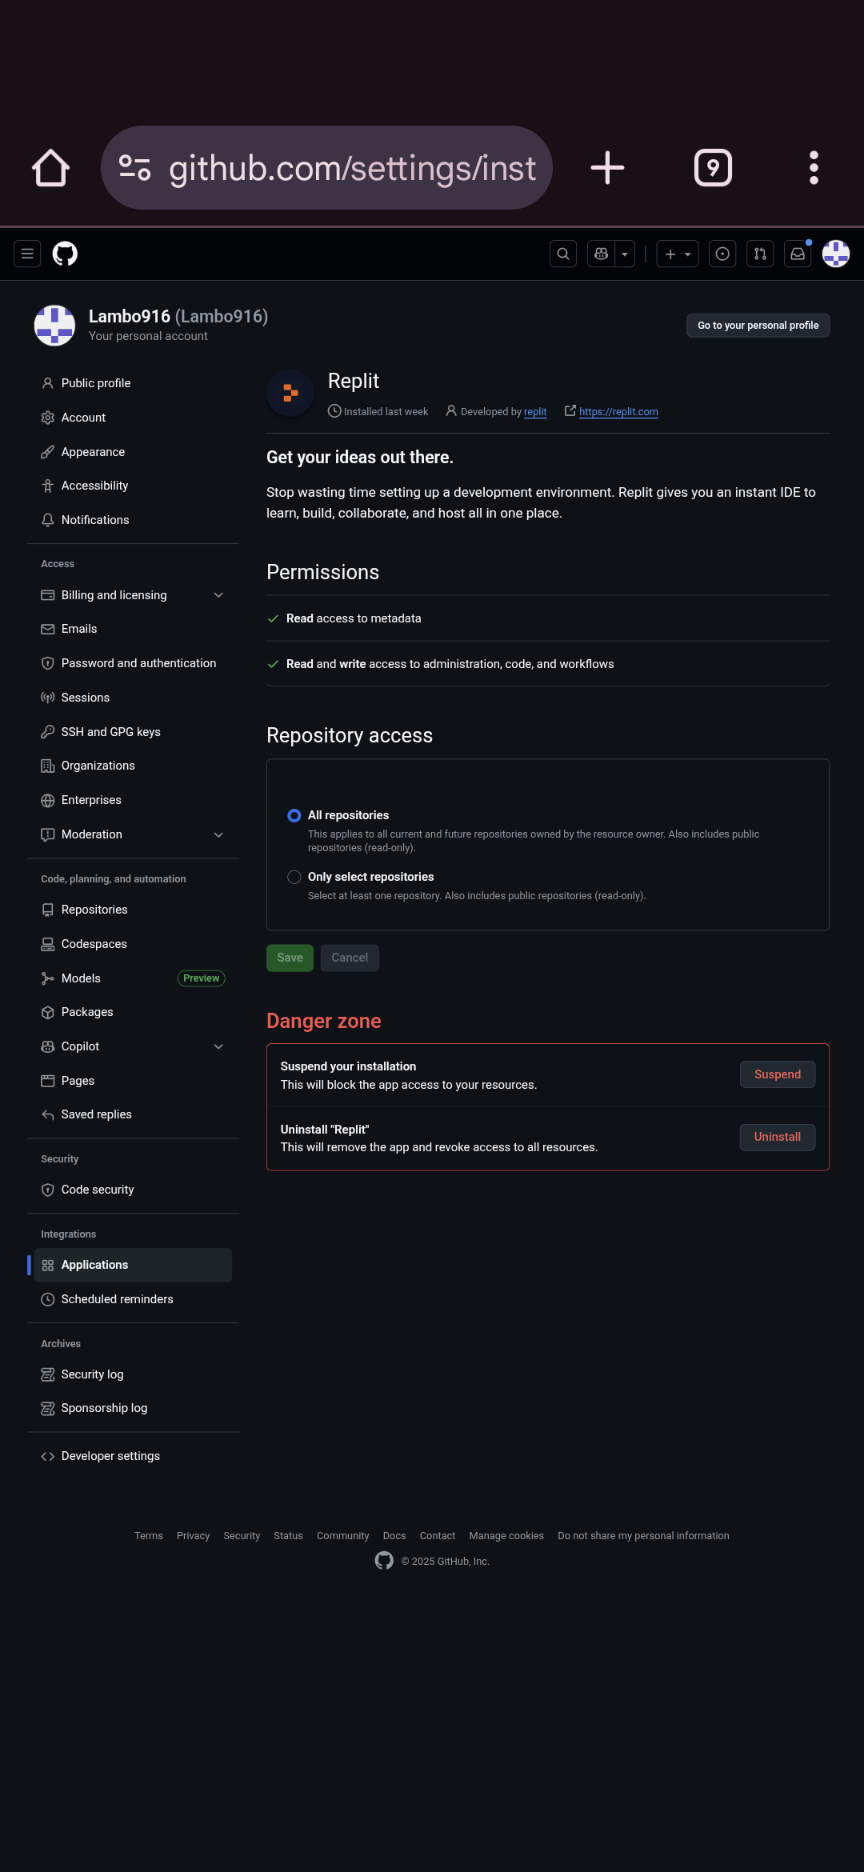 github.com/settings/inst
9
Lambo916 (Lambo916)
Your personal account
Go to your personal profile
Public profile
Account
Appearance
Accessibility
Notifications
Access
Billing and licensing
Emails
Password and authentication
Sessions
SSH and GPG keys
Organizations
Enterprises
Moderation
Code, planning, and automation
Repositories
Codespaces
Models
Preview
Packages
Copilot
Pages
Saved replies
Security
Code security
Integrations
Applications
Scheduled reminders
Archives
Security log
Sponsorship log
Developer settings
Replit
Installed last week Developed by replit https://replit.com
Get your ideas out there.
Stop wasting time setting up a development environment. Replit gives you an instant IDE to
learn, build, collaborate, and host all in one place.
Permissions
Read access to metadata
Read and write access to administration, code, and workflows
Repository access
All repositories
This applies to all current and future repositories owned by the resource owner. Also includes public
repositories (read-only).
Only select repositories
Select at least one repository. Also includes public repositories (read-only).
Save Cancel
Danger zone
Suspend your installation
This will block the app access to your resources.
Suspend
Uninstall "Replit"
This will remove the app and revoke access to all resources.
Uninstall
Terms Privacy Security Status Community Docs Contact Manage cookies Do not share my personal information
© 2025 GitHub, Inc.